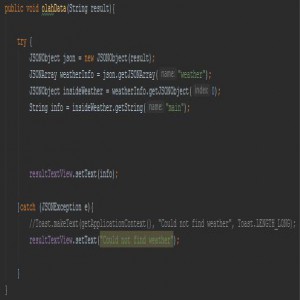 public void olahData(String result){
try {
JSONObject json = new JSONObject(result);
JSONArray weatherInfo = json.getJSONArray( name: "weather");
JSONObject insideWeather = weatherInfo.getJSONObject( index: 0);
String info = insideWeather.getString( name: "main");
resultTextView.setText(info);
}catch (JSONException e){
//Toast.makeText(getApplicationContext(), "Could not find weather", Toast.LENGTH_LONG);
resultTextView.setText("Could not find weather");
}
}